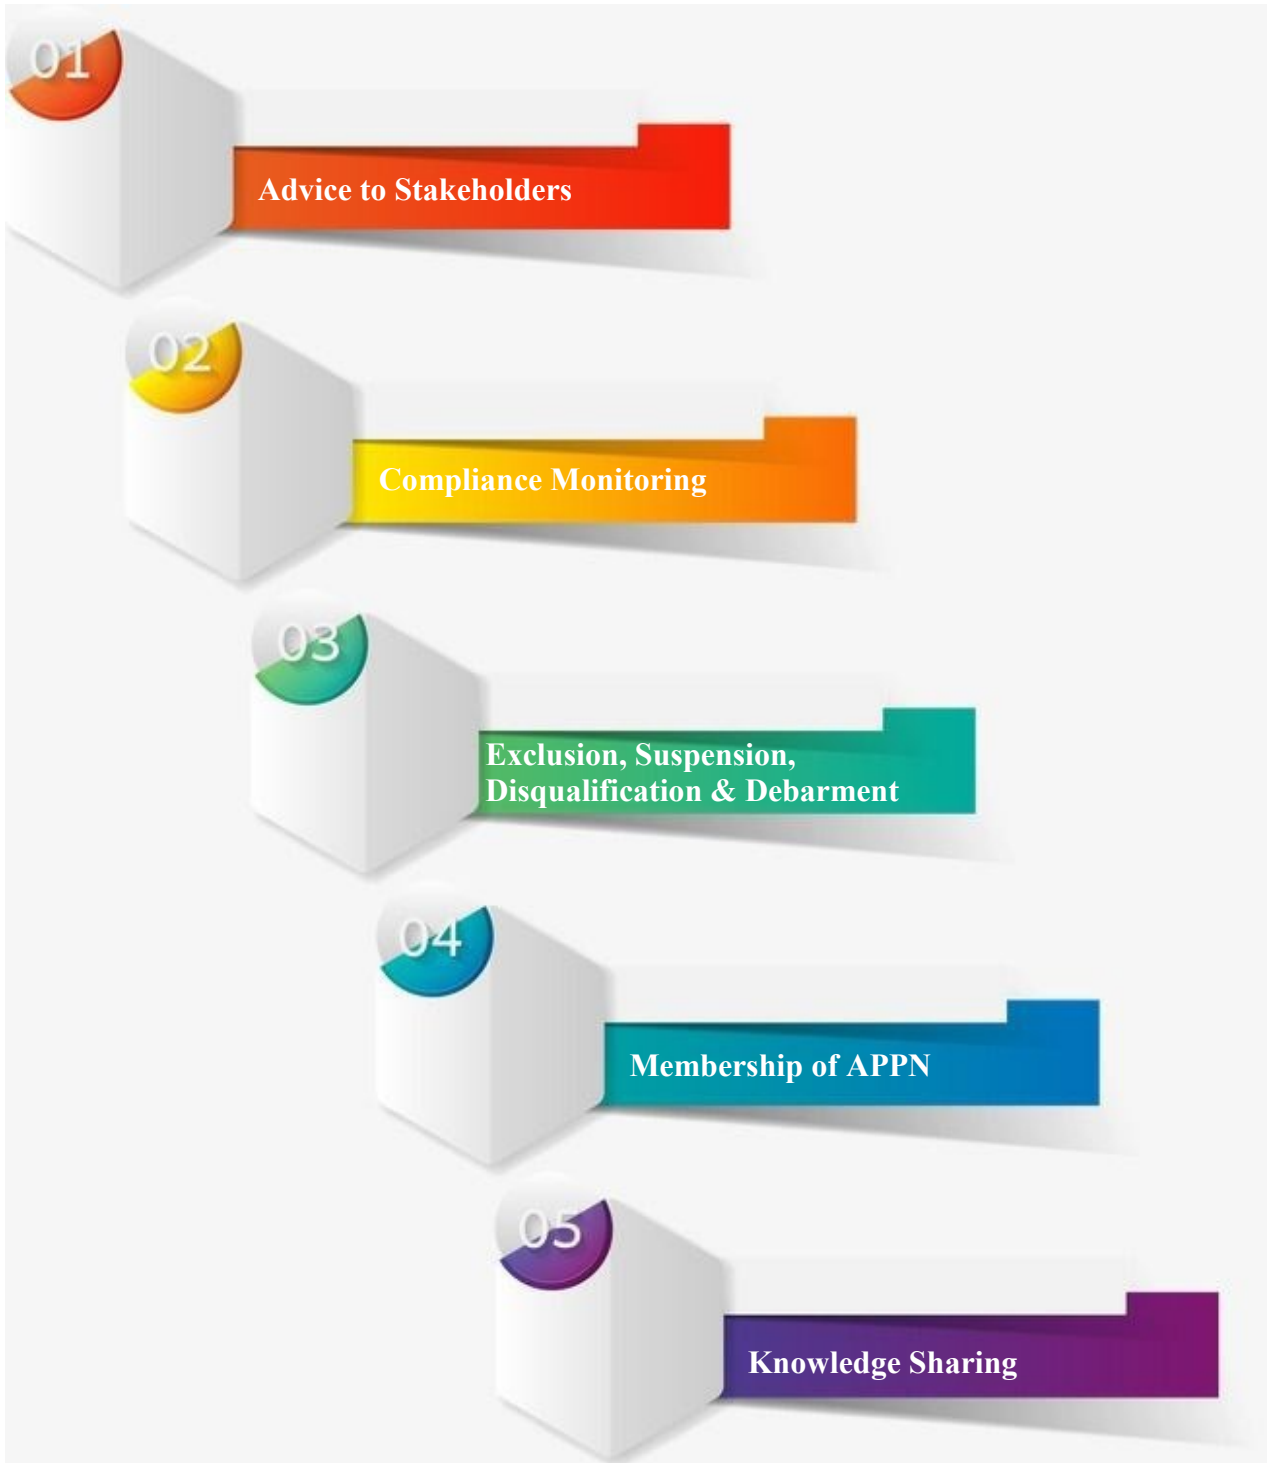 01
Advice to Stakeholders
02
Compliance Monitoring
03
Exclusion, Suspension,
Disqualification & Debarment
04
Membership of APPN
05
Knowledge Sharing